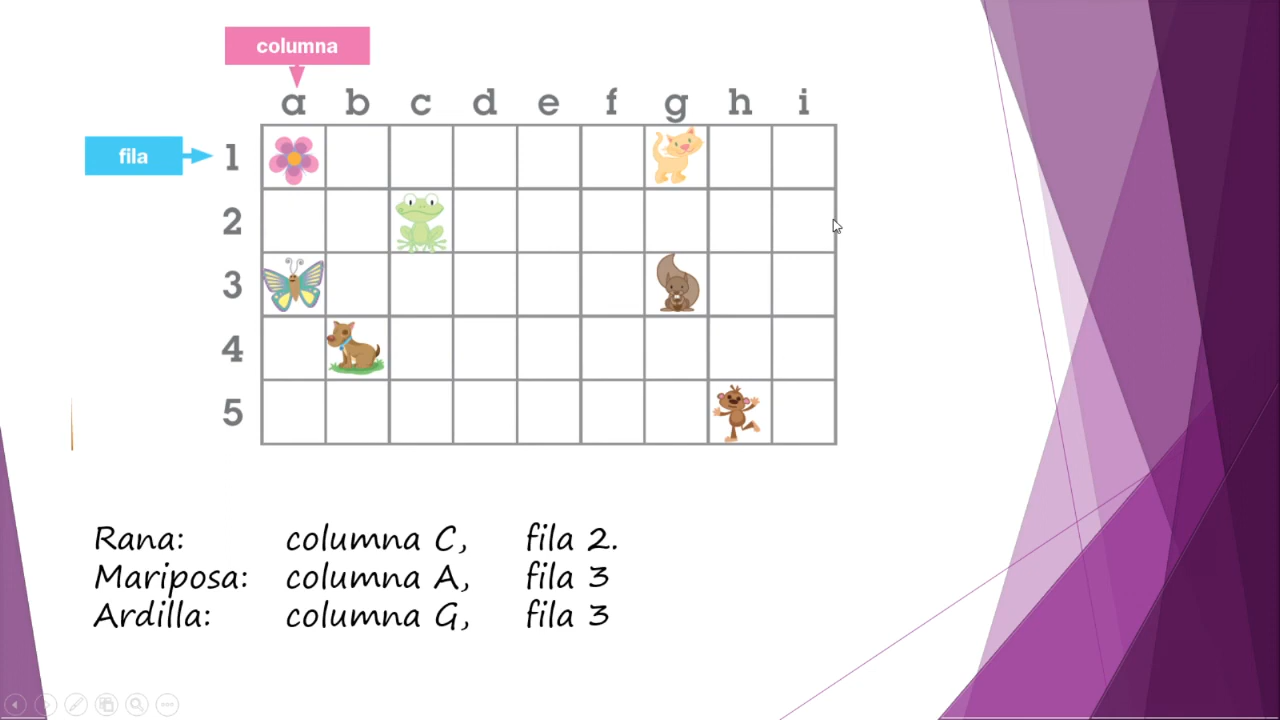 columna
a b c d e f g h i
fila 1
2
3
4
5
Rana: columna C, fila 2.
Mariposa: columna A, fila 3
Ardilla: columna G, fila 3